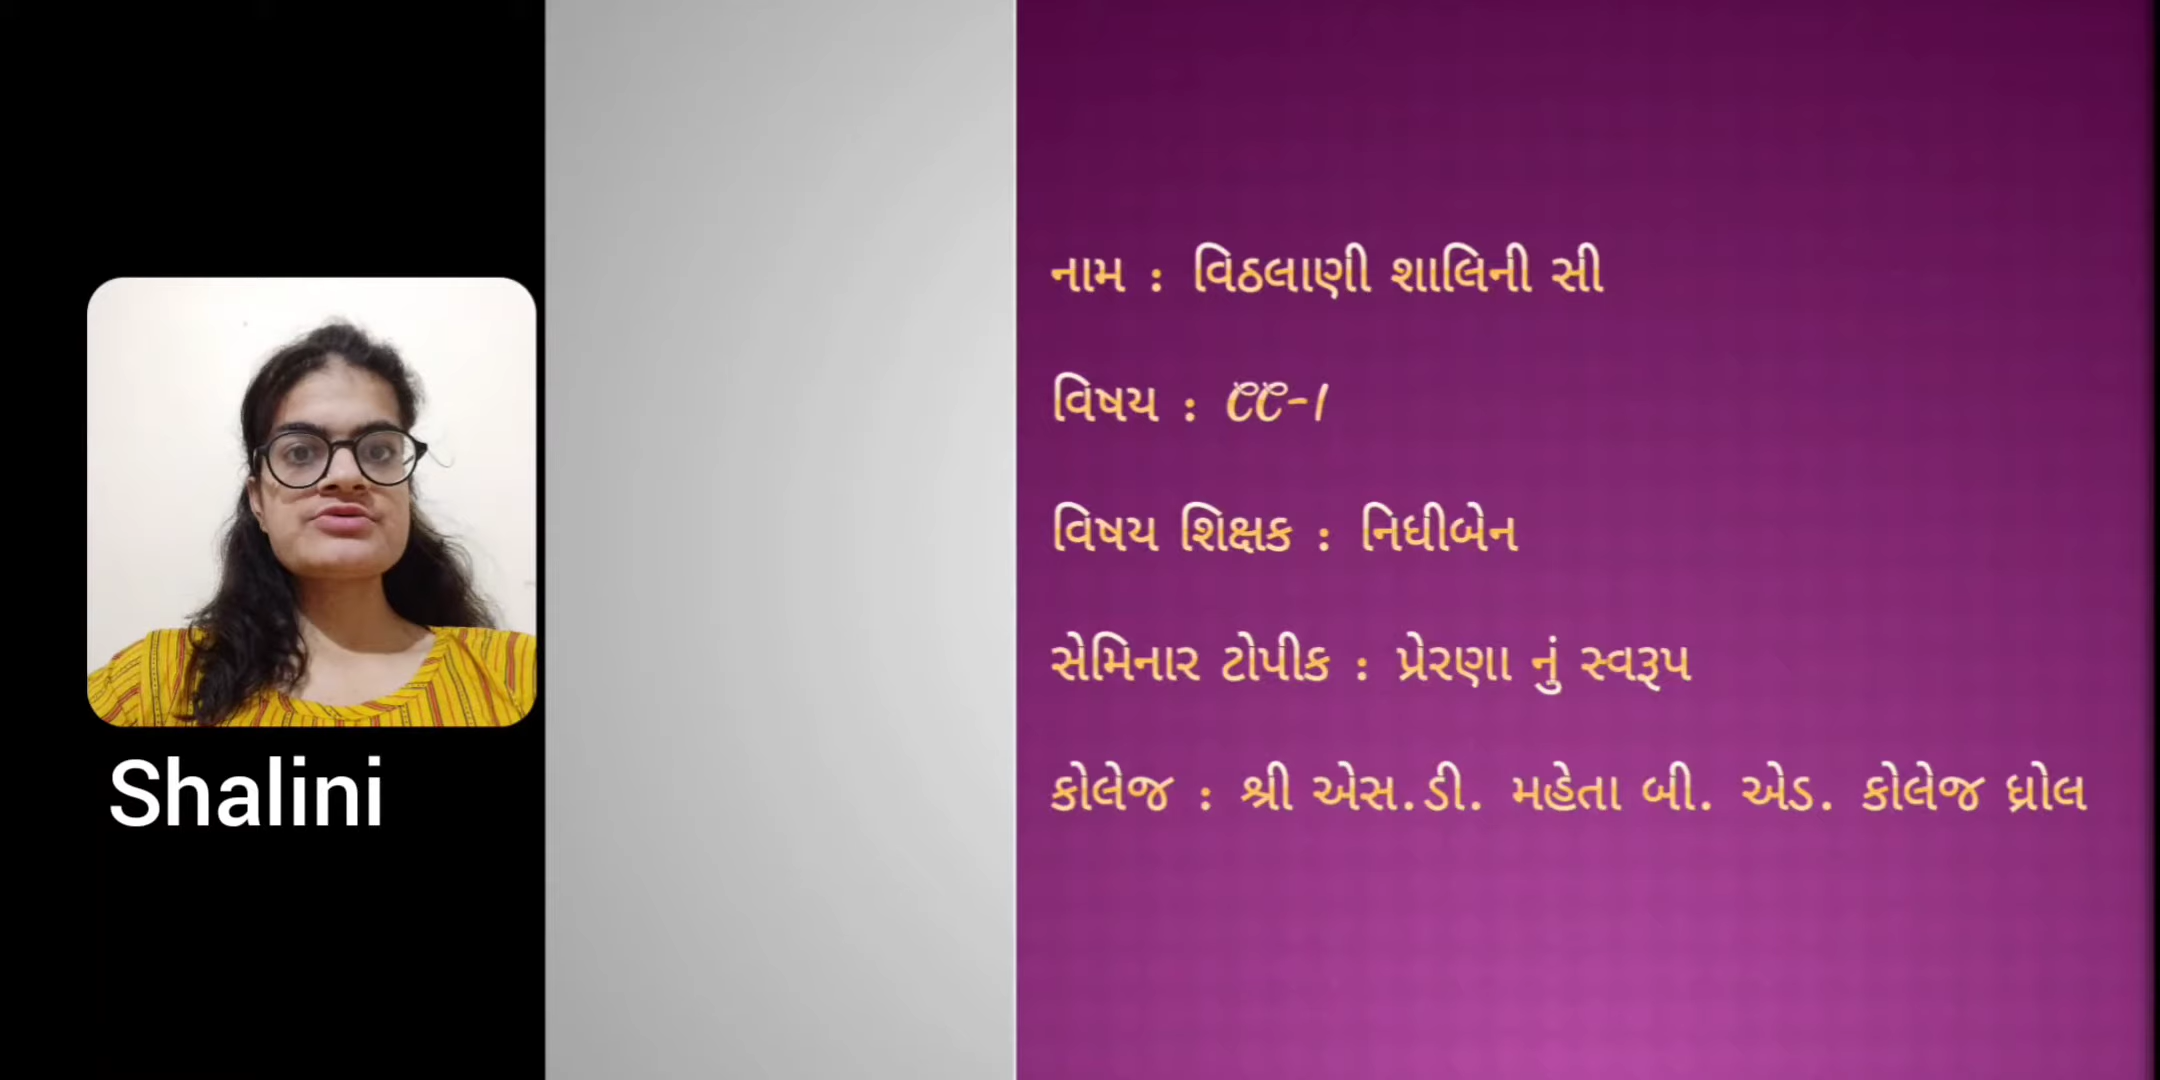 Shalini
નામ : વિઠલાણી શાલિની સી
વિષય : CC-1
વિષય શિક્ષક : નિધીબેન
સેમિનાર ટોપીક : પ્રેરણા નું સ્વરૂપ
કોલેજ : શ્રી એસ.ડી. મહેતા બી. એડ. કોલેજ ધ્રોલ